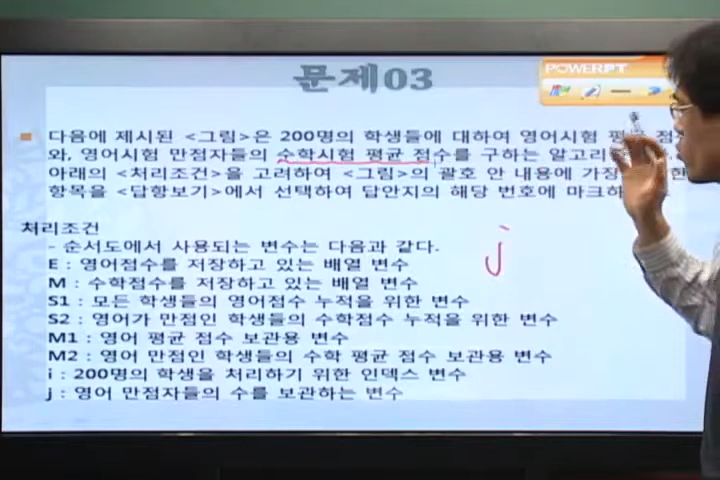 문제03
POWERPT
다음에 제시된 <그림>은 200명의 학생들에 대하여 영어시험 평균 점
와, 영어시험 만점자들의 수학시험 평균 점수를 구하는 알고리
아래의 <처리조건>을 고려하여 <그림>의 괄호 안 내용에 가장 한
항목을 <답항보기>에서 선택하여 답안지의 해당 번호에 마크하
처리조건
- 순서도에서 사용되는 변수는 다음과 같다.
E : 영어점수를 저장하고 있는 배열 변수
j
M : 수학점수를 저장하고 있는 배열 변수
S1 : 모든 학생들의 영어점수 누적을 위한 변수
S2 : 영어가 만점인 학생들의 수학점수 누적을 위한 변수
M1 : 영어 평균 점수 보관용 변수
M2 : 영어 만점인 학생들의 수학 평균 점수 보관용 변수
i : 200명의 학생을 처리하기 위한 인덱스 변수
j : 영어 만점자들의 수를 보관하는 변수